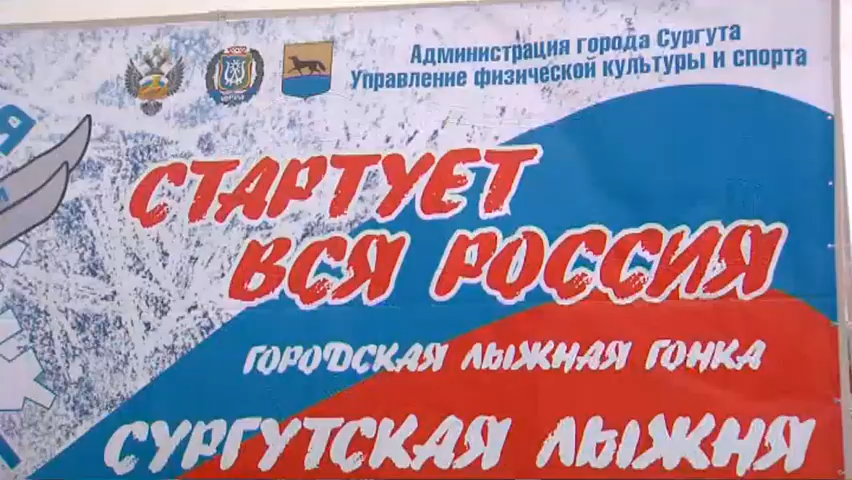 Администрация города Сургута
Управление физической культуры и спорта
СТАРТУЕТ
ВСЯ РОССИЯ
ГОРОДСКАЯ ЛЫЖНАЯ ГОНКА
СУРГУТСКАЯ ЛЫЖНЯ